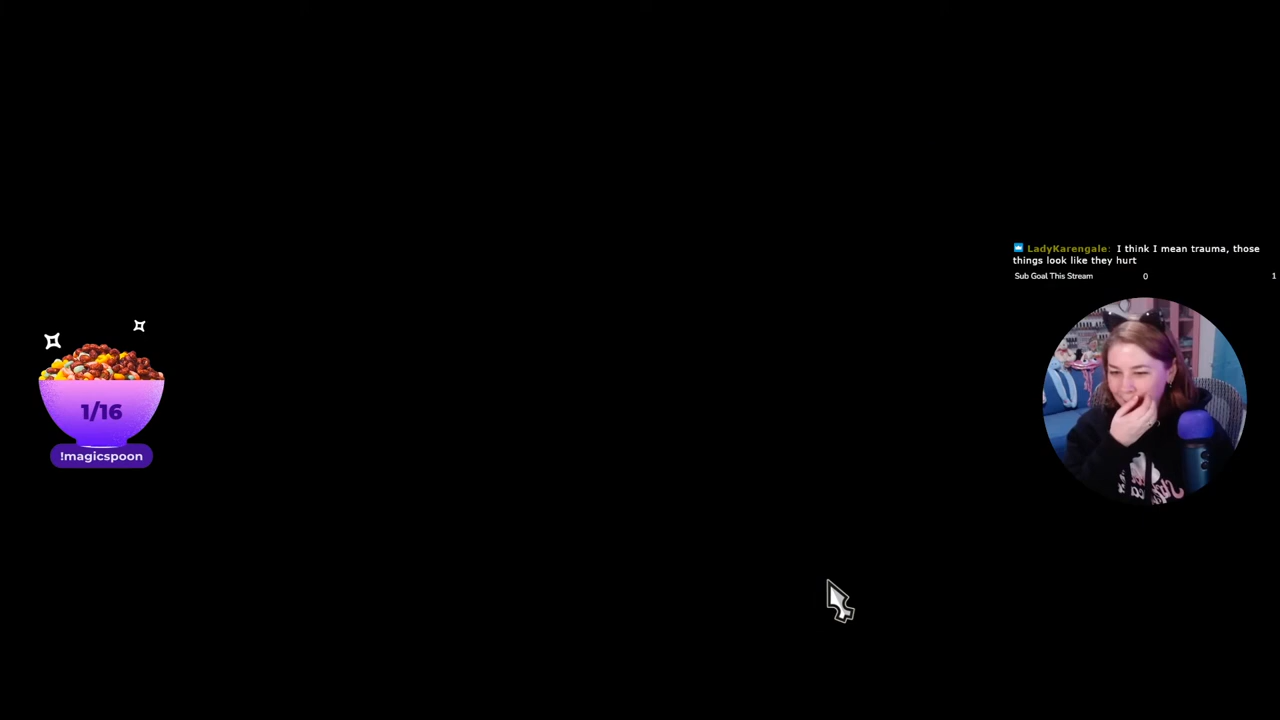 LadyKarengale: I think I mean trauma, those
things look like they hurt
Sub Goal This Stream 0 1
1/16
!magicspoon